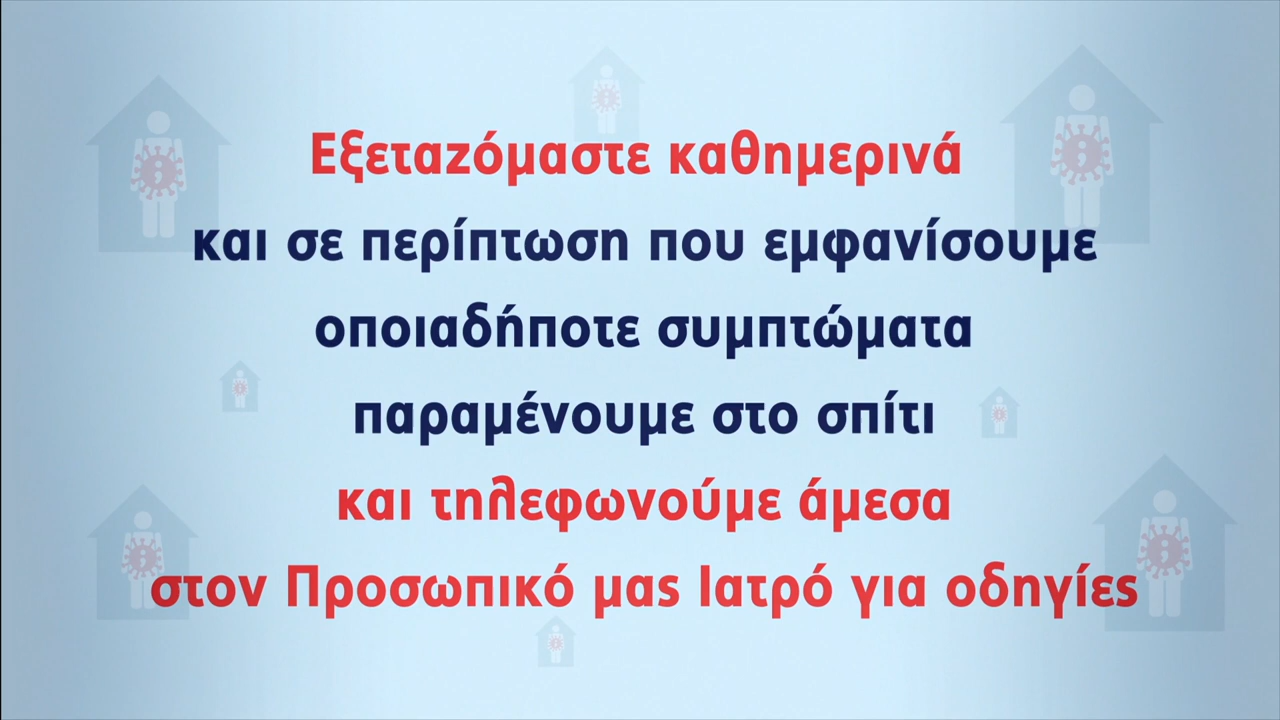 Εξεταζόμαστε καθημερινά
και σε περίπτωση που εμφανίσουμε
οποιαδήποτε συμπτώματα
παραμένουμε στο σπίτι
και τηλεφωνούμε άμεσα
στον Προσωπικό μας Ιατρό για οδηγίες